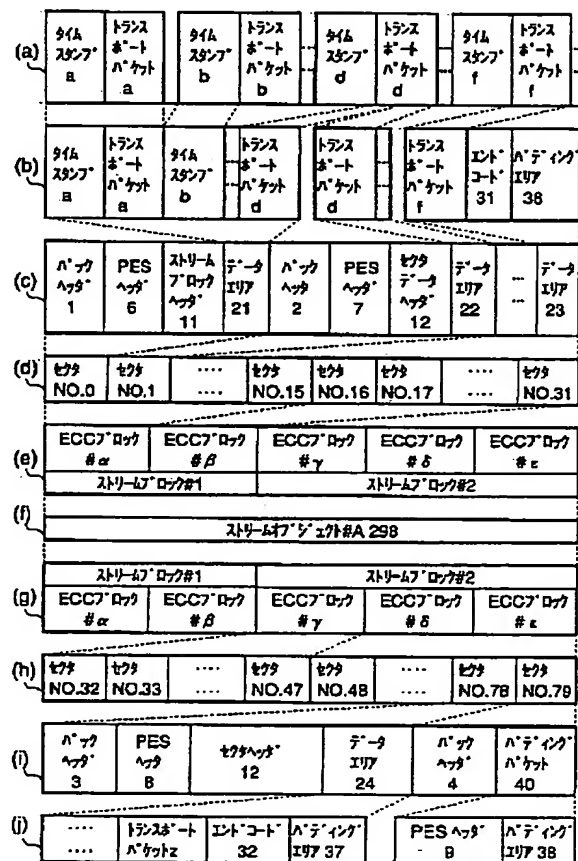 (a)
タイムスタンプ a
トランスポートパケット a
タイムスタンプ b
トランスポートパケット b
タイムスタンプ d
トランスポートパケット d
タイムスタンプ f
トランスポートパケット f
(b)
タイムスタンプ a
トランスポートパケット a
タイムスタンプ b
トランスポートパケット d
トランスポートパケット d
トランスポートパケット f
エンドコード 31
パディングエリア 36
(c)
パックヘッダ 1
PESヘッダ 6
ストリームブロックヘッダ 11
データエリア 21
パックヘッダ 2
PESヘッダ 7
セクタデータヘッダ 12
データエリア 22
....
データエリア 23
(d)
セクタ NO.0
セクタ NO.1
....
セクタ NO.15
セクタ NO.16
セクタ NO.17
....
セクタ NO.31
(e)
ECCブロック #α
ECCブロック #β
ECCブロック #γ
ECCブロック #δ
ECCブロック #ε
ストリームブロック#1
ストリームブロック#2
(f)
ストリームオブジェクト#A 298
(g)
ストリームブロック#1
ストリームブロック#2
ECCブロック #α
ECCブロック #β
ECCブロック #γ
ECCブロック #δ
ECCブロック #ε
(h)
セクタ NO.32
セクタ NO.33
....
セクタ NO.47
セクタ NO.48
....
セクタ NO.78
セクタ NO.79
(i)
パックヘッダ 3
PESヘッダ 8
セクタヘッダ 12
データエリア 24
パックヘッダ 4
パディングパケット 40
(j)
....
トランスポートパケットz
エンドコード 32
パディングエリア 37
PESヘッダ 9
パディングエリア 38